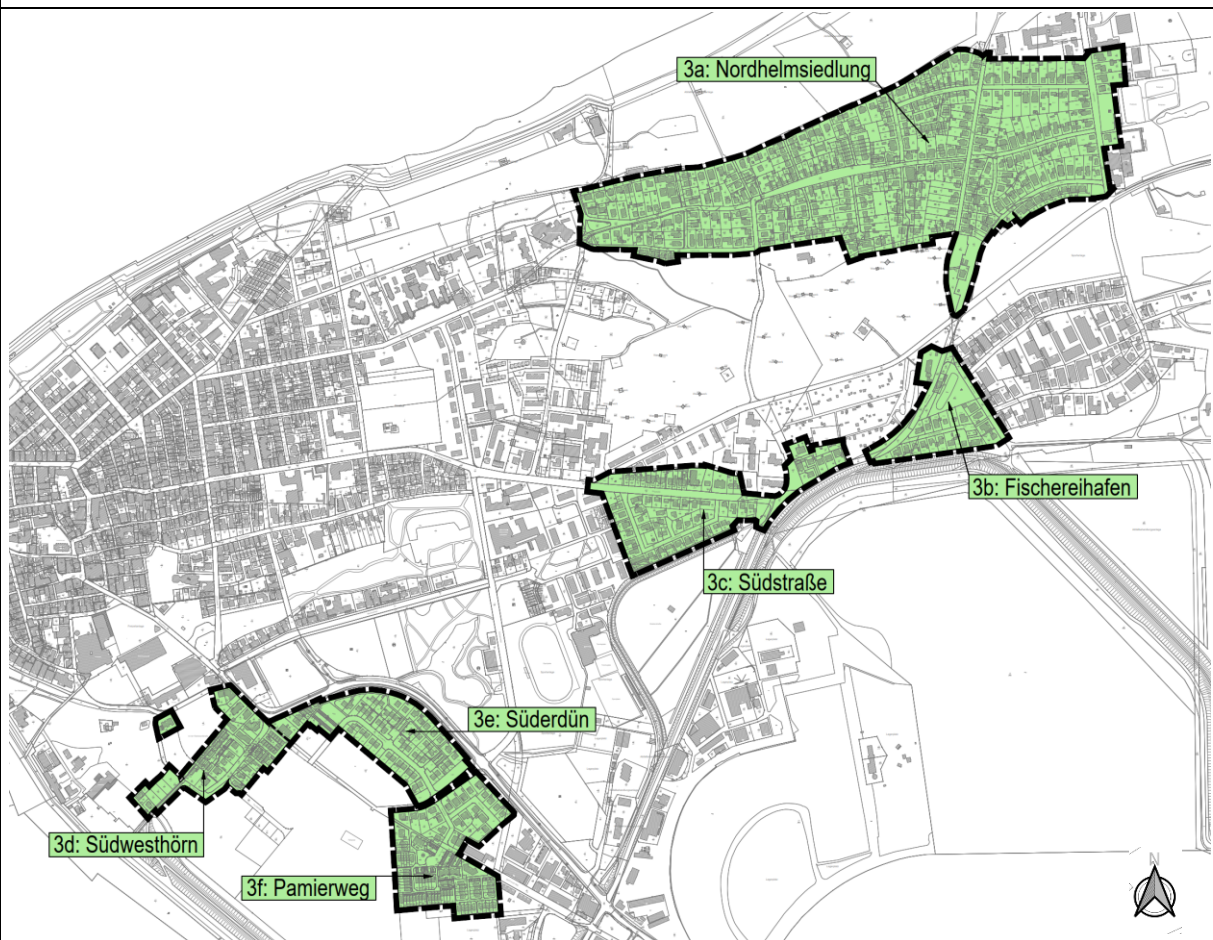 3a: Nordhelmsiedlung
3b: Fischereihafen
3c: Südstraße
3e: Süderdün
3d: Südwesthörn
3f: Pamierweg
N